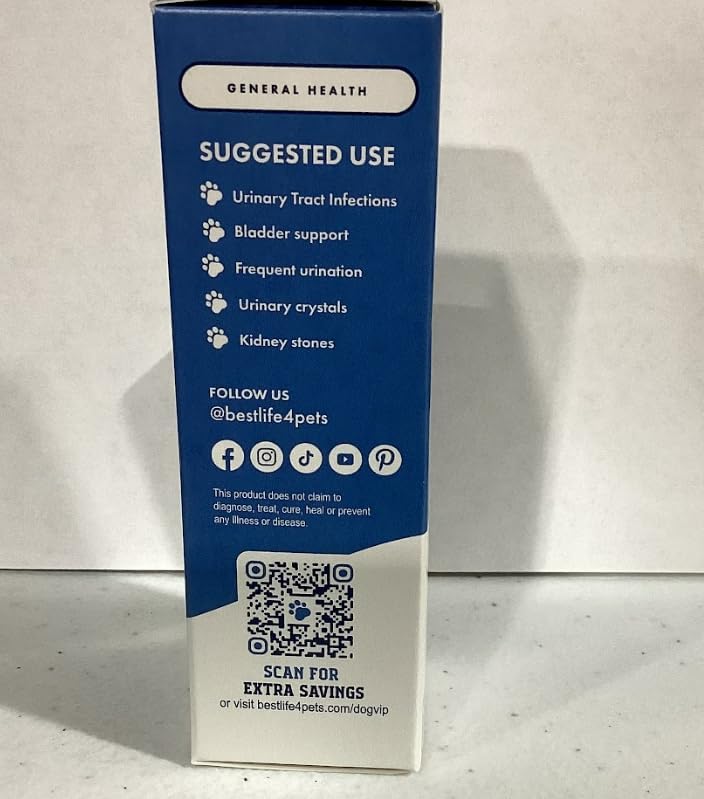 GENERAL HEALTH
SUGGESTED USE
Urinary Tract Infections
Bladder support
Frequent urination
Urinary crystals
Kidney stones
FOLLOW US
@bestlife4pets
This product does not claim to
diagnose, treat, cure, heal or prevent
any Illness or disease.
SCAN FOR
EXTRA SAVINGS
or visit bestlife4pets.com/dogvip